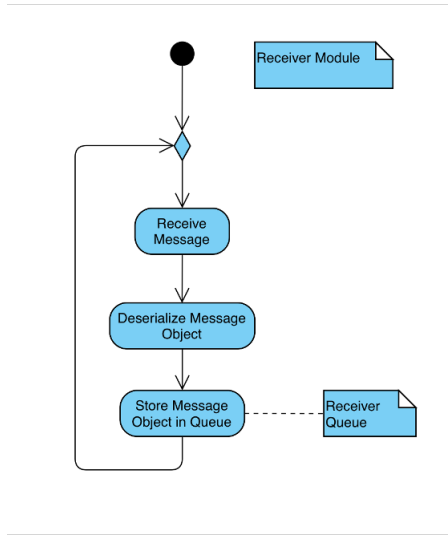 Receiver Module
Receive
Message
Deserialize Message
Object
Store Message
Object in Queue
Receiver
Queue